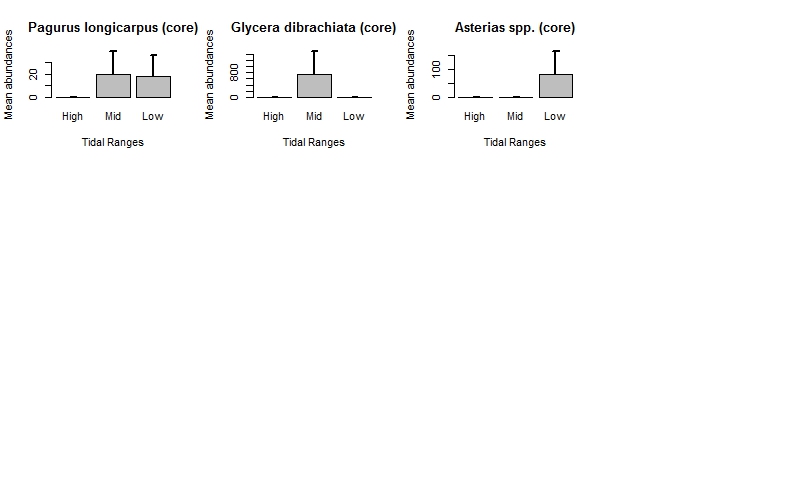 Pagurus longicarpus (core)
Mean abundances
20
0
High Mid Low
Tidal Ranges
Glycera dibrachiata (core)
Mean abundances
800
0
High Mid Low
Tidal Ranges
Asterias spp. (core)
Mean abundances
100
0
High Mid Low
Tidal Ranges